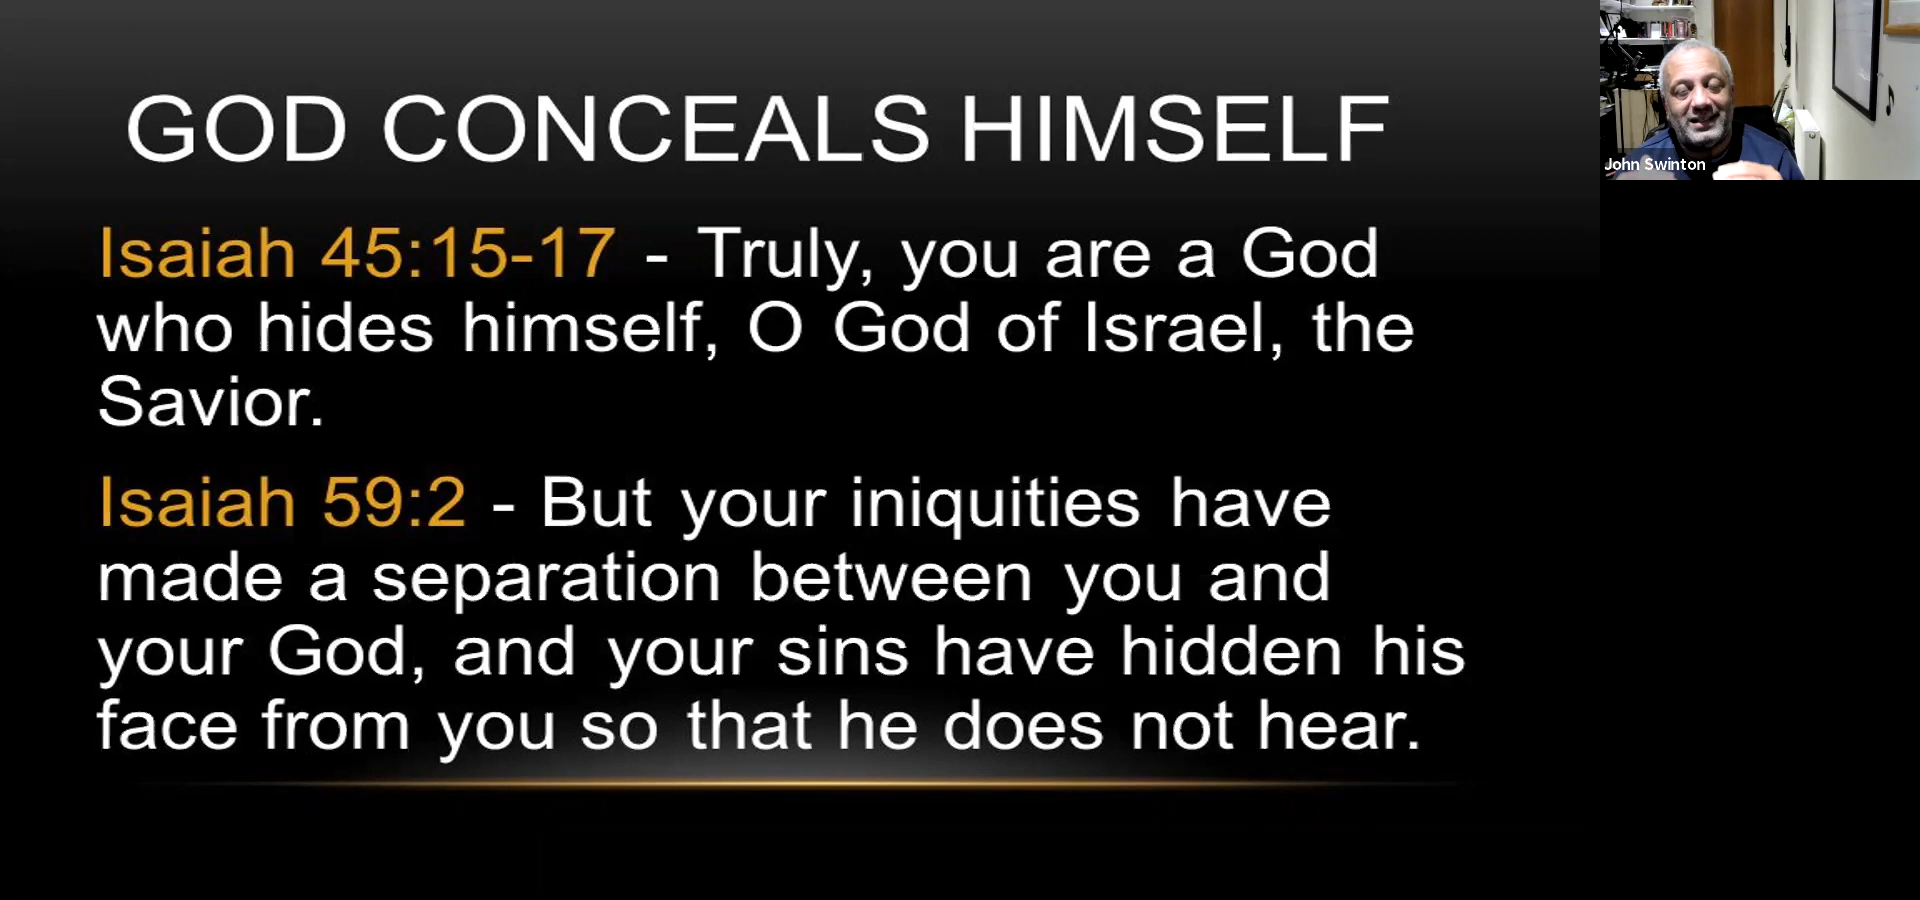 GOD CONCEALS HIMSELF
Isaiah 45:15-17 - Truly, you are a God
who hides himself, O God of Israel, the
Savior.
Isaiah 59:2 - But your iniquities have
made a separation between you and
your God, and your sins have hidden his
face from you so that he does not hear.
John Swinton